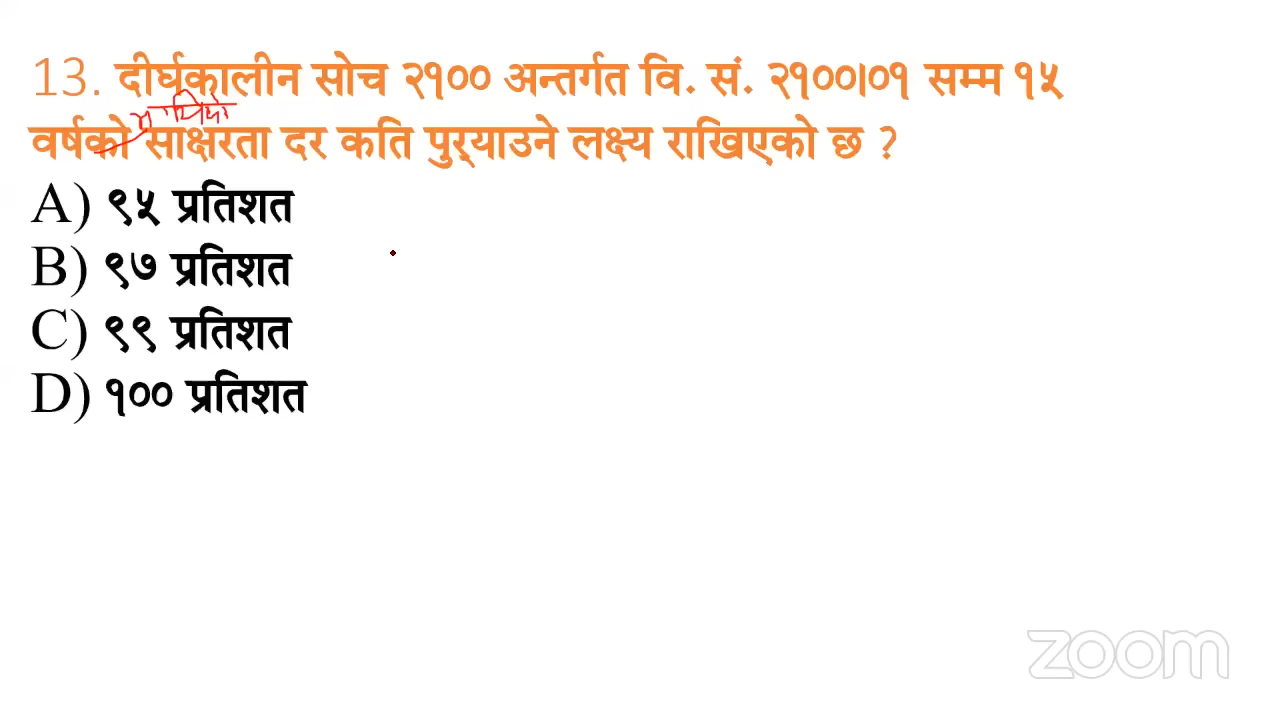 13. दीर्घकालीन सोच २१०० अन्तर्गत वि. सं. २१००।०१ सम्म १५
माथियो
वर्षको साक्षरता दर कति पुर्‍याउने लक्ष्य राखिएको छ ?
A) ९५ प्रतिशत
B) ९७ प्रतिशत
C) ९९ प्रतिशत
D) १०० प्रतिशत
zoom